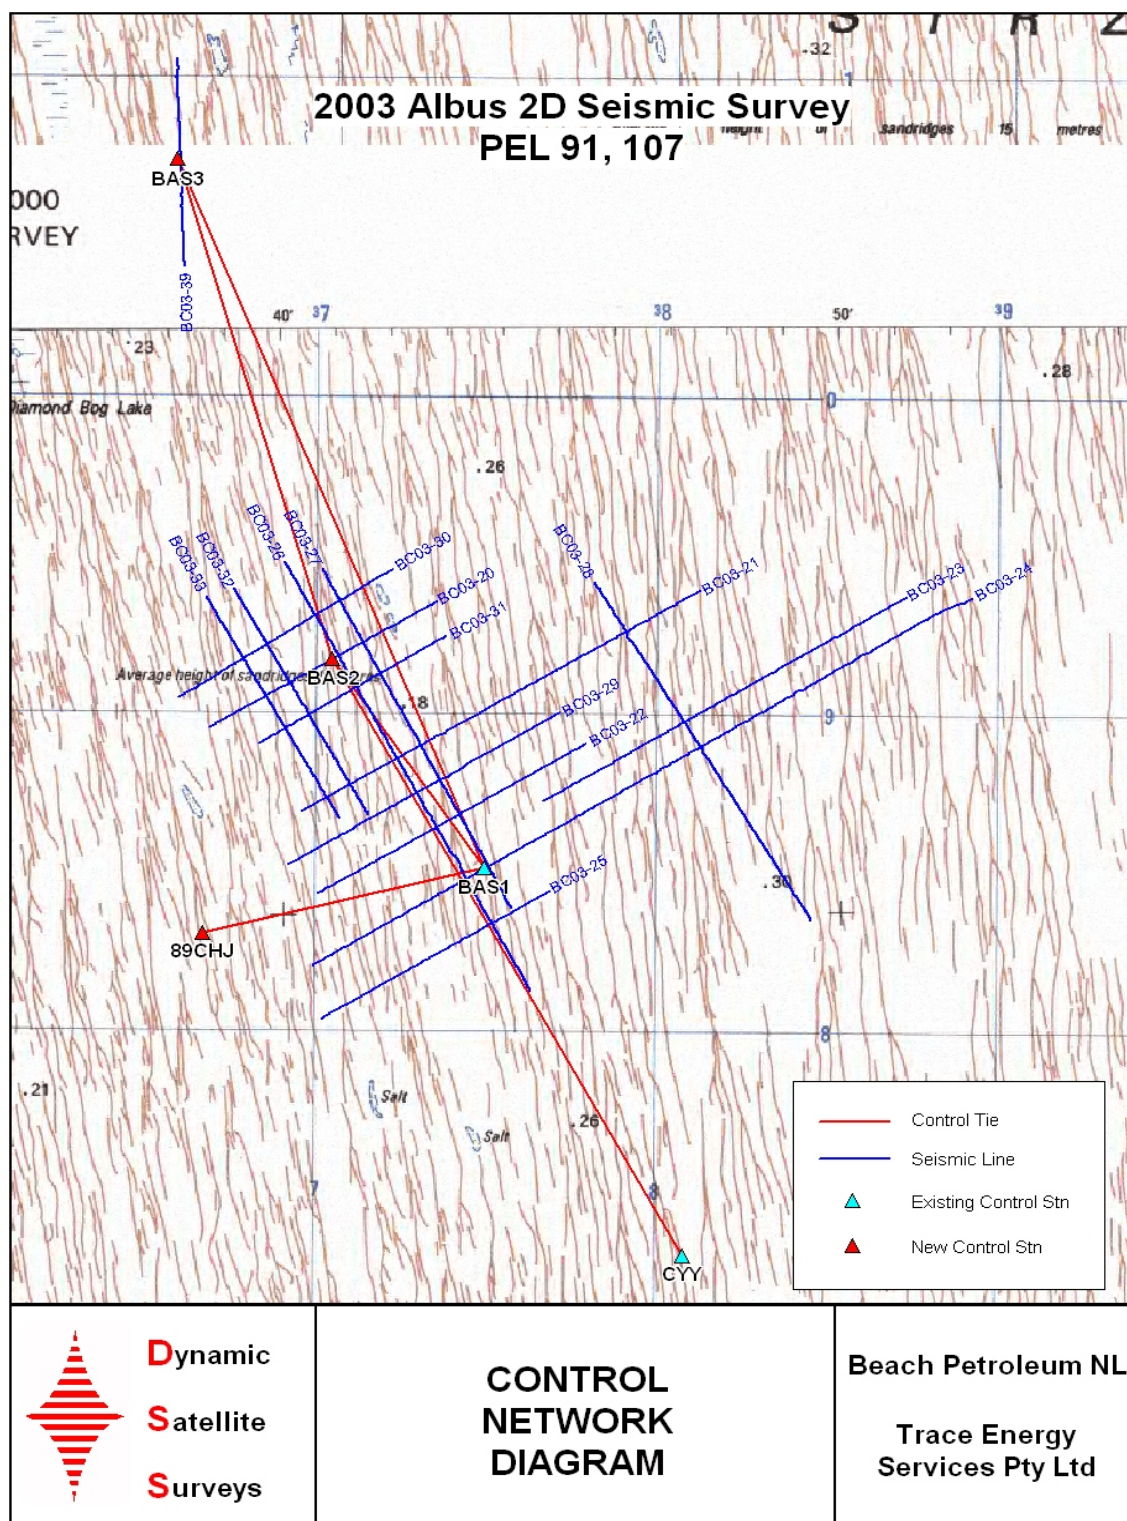 S T R Z
.32
1
2003 Albus 2D Seismic Survey
height of sandridges 15 metres
PEL 91, 107
BAS3
000
RVEY
BC03-39
40' 37 38 50' 39
.23
.28
Diamond Bog Lake
0
.26
BC03-26
BC03-27
BC03-28
BC03-33
BC03-32
BC03-30
BC03-20
BC03-31
BC03-21
BC03-23
BC03-24
Average height of sandridges
BAS2
.18
BC03-29
BC03-22
9
BAS1
BC03-25
.30
89CHJ
8
.21
Salt
Salt
.26
7
8
CYY
Control Tie
Seismic Line
Existing Control Stn
New Control Stn
Dynamic
Satellite
Surveys
CONTROL
NETWORK
DIAGRAM
Beach Petroleum NL
Trace Energy
Services Pty Ltd